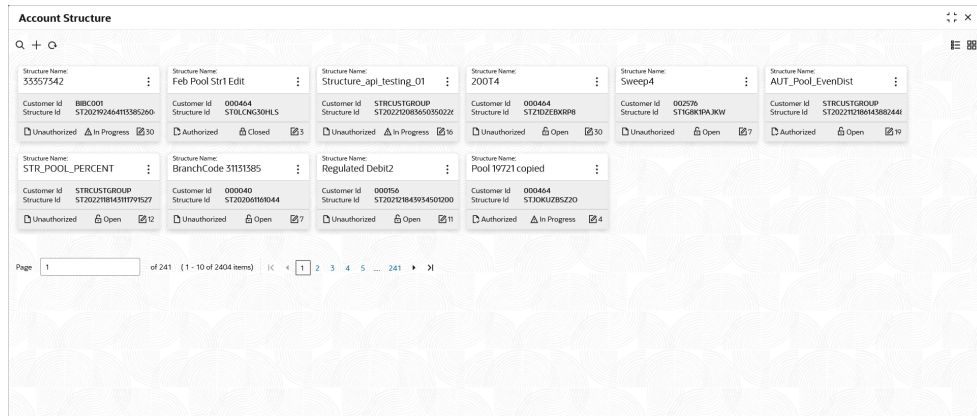 Account Structure
Structure Name:
33357342
Customer Id BIBC001
Structure Id
Unauthorized In Progress 30
Structure Name:
Feb Pool Str1 Edit
Customer Id 000464
Structure Id ST0LCNG30HLS
Authorized Closed 3
Structure Name:
Structure_api_testing_01
Customer Id STRCUSTGROUP
Structure Id
Unauthorized In Progress 16
Structure Name:
200T4
Customer Id 000464
Structure Id ST21DZEBXRP8
Unauthorized Open 30
Structure Name:
Sweep4
Customer Id 002576
Structure Id ST1G8K1PAJKW
Unauthorized Open 7
Structure Name:
AUT_Pool_EvenDist
Customer Id STRCUSTGROUP
Structure Id
Authorized Open 19
Structure Name:
STR_POOL_PERCENT
Customer Id STRCUSTGROUP
Structure Id
Unauthorized Open 12
Structure Name:
BranchCode 31131385
Customer Id 000040
Structure Id ST202061161044
Unauthorized Open 7
Structure Name:
Regulated Debit2
Customer Id 000156
Structure Id ST202121843934501200
Unauthorized Open 11
Structure Name:
Pool 19721 copied
Customer Id 000464
Structure Id STJOKUZBSZ2O
Authorized In Progress 4
Page 1 of 241 (1 - 10 of 2404 items) 1 2 3 4 5 ... 241